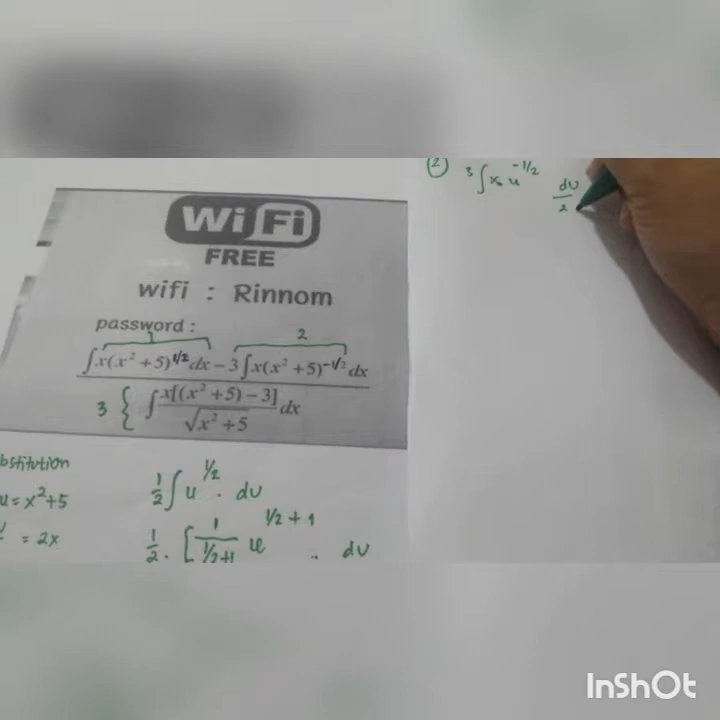 WiFi
FREE
wifi : Rinnom
password :
1 2
∫x(x² +5)^1/2 dx – 3∫x(x² +5)^–1/2 dx
3 { ∫ x[(x² +5) – 3] / √x² +5 dx
bstitution
u = x²+5
= 2x
1/2 ∫ u^1/2 . du
1/2 . [ 1 / 1/2+1 u^1/2 + 1 .. du
② 3 ∫ x u^-1/2 du / 2
InShOt